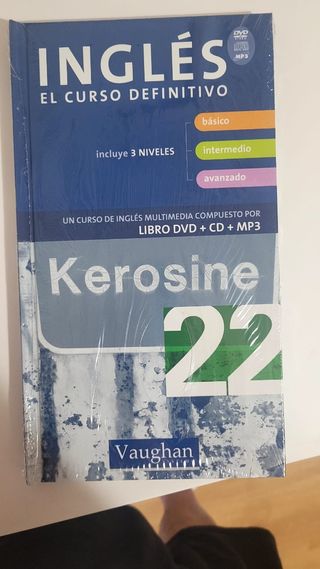 INGLÉS
EL CURSO DEFINITIVO
DVD
MP3
básico
incluye 3 NIVELES
intermedio
avanzado
UN CURSO DE INGLÉS MULTIMEDIA COMPUESTO POR
LIBRO DVD + CD + MP3
Kerosine
22
Vaughan